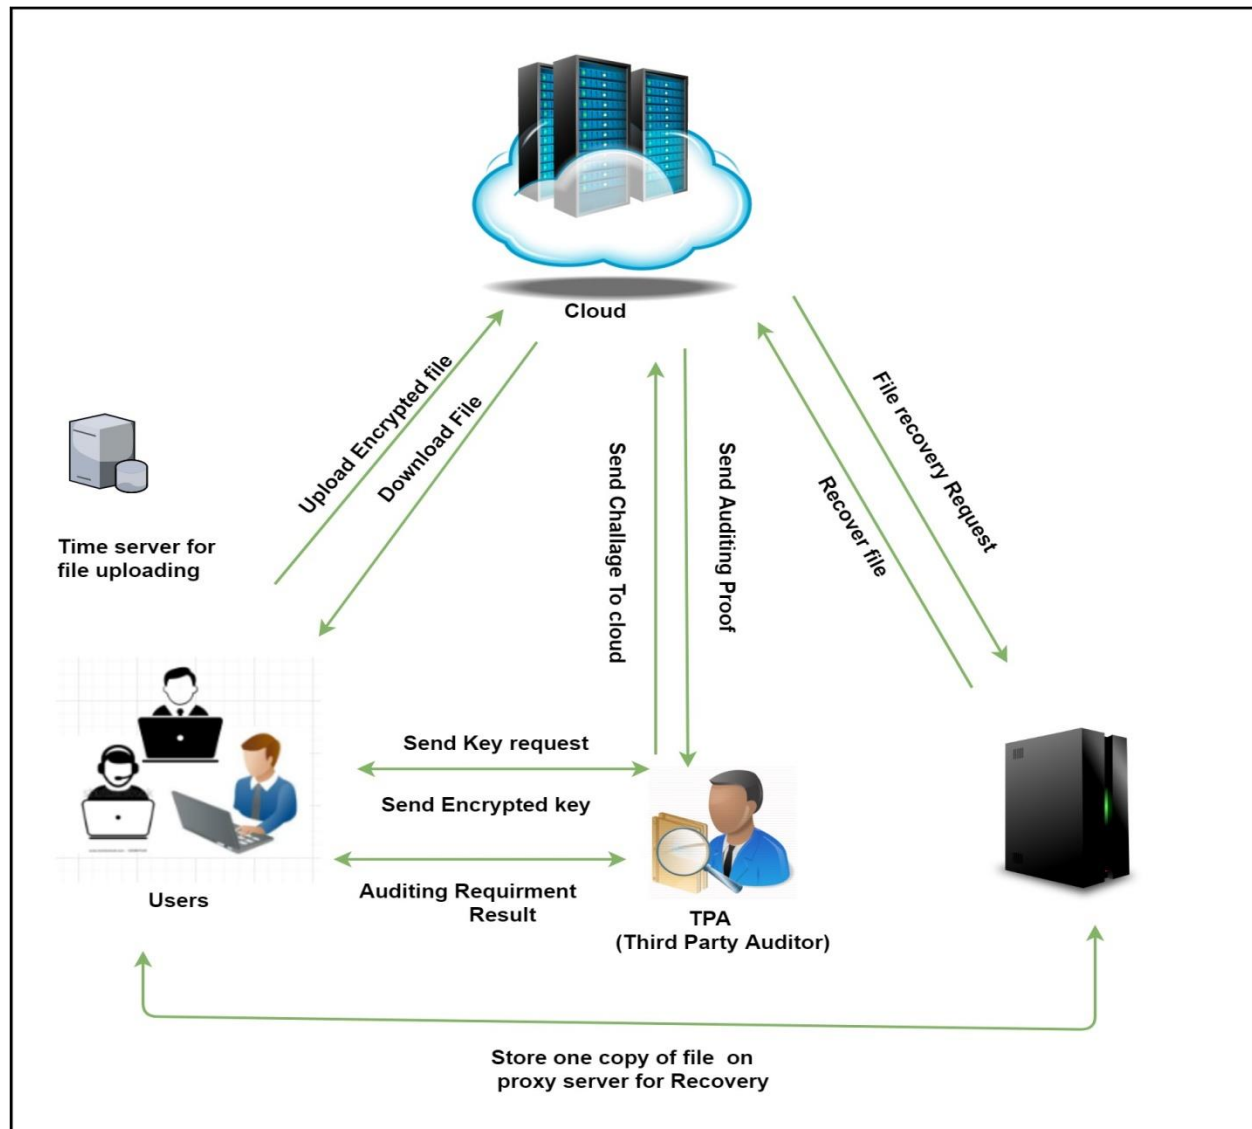 Cloud
Upload Encrypted file
Download File
Send Challage To cloud
Send Auditing Proof
File recovery Request
Recover file
Time server for
file uploading
Send Key request
Send Encrypted key
Auditing Requirment
Result
Users
TPA
(Third Party Auditor)
Store one copy of file on
proxy server for Recovery